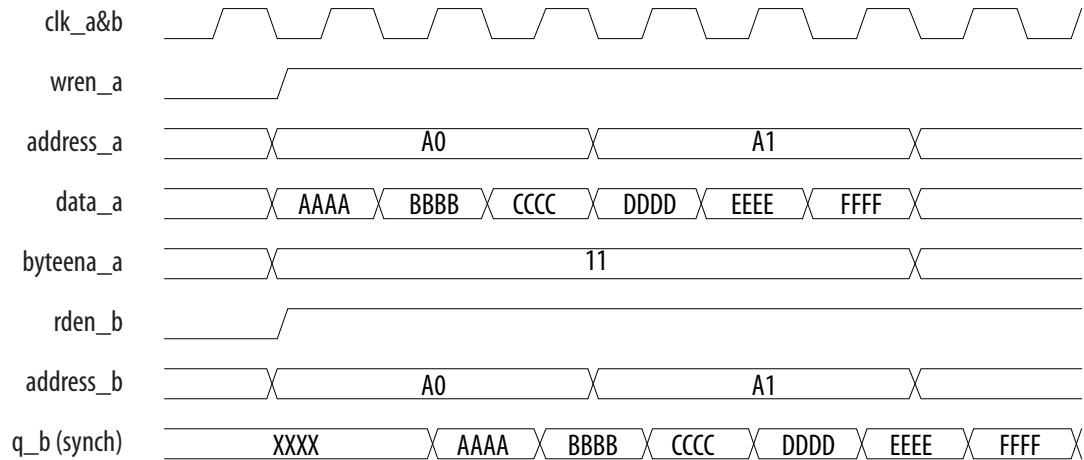 clk_a&b
wren_a
address_a A0 A1
data_a AAAA BBBB CCCC DDDD EEEE FFFF
byteena_a 11
rden_b
address_b A0 A1
q_b (synch) XXXX AAAA BBBB CCCC DDDD EEEE FFFF